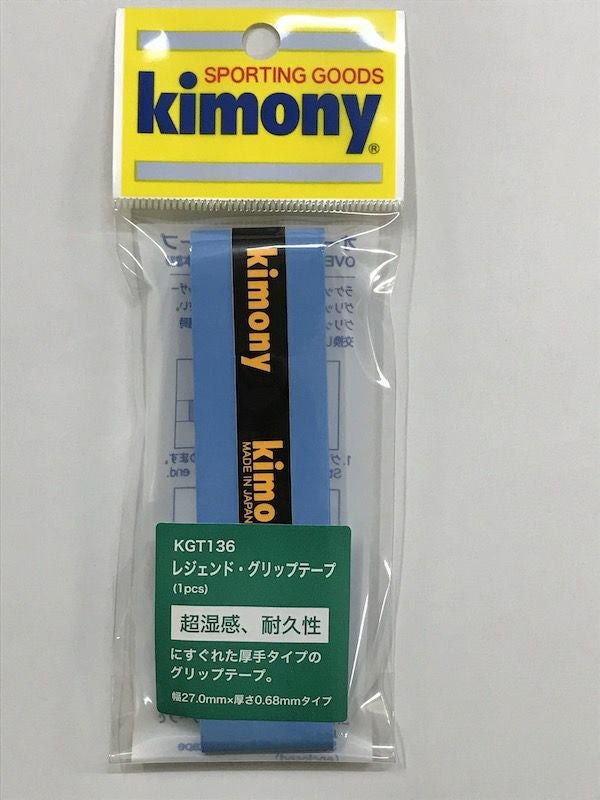 SPORTING GOODS
kimony®
kimony
kimo
MADE IN JAPAN
KGT136
レジェンド・グリップテープ
(1pcs)
超湿感、耐久性
にすぐれた厚手タイプの
グリップテープ。
幅27.0mm×厚さ0.68mmタイプ